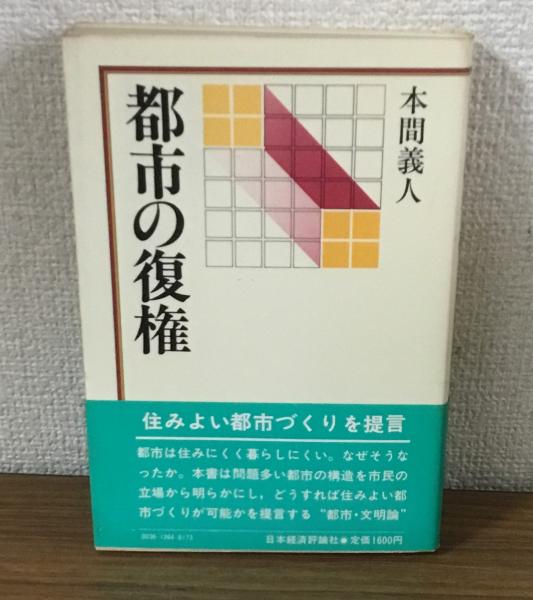 都市の復権
本間義人
住みよい都市づくりを提言
都市は住みにくく暮らしにくい。なぜそうな
ったか。本書は問題多い都市の構造を市民の
立場から明らかにし，どうすれば住みよい都
市づくりが可能かを提言する“都市・文明論”
日本経済評論社●定価1600円